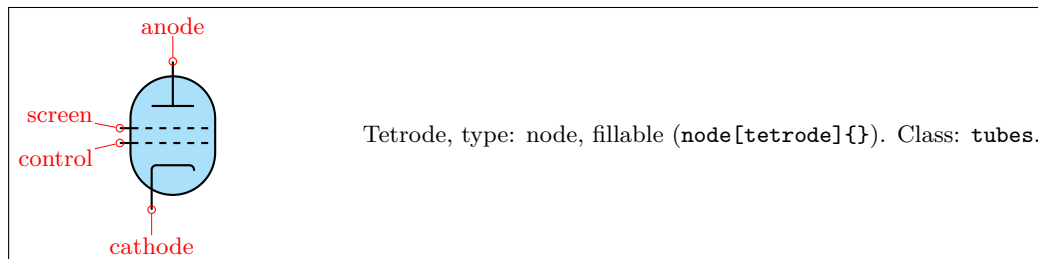 anode
screen
control
cathode
Tetrode, type: node, fillable (node[tetrode]{}). Class: tubes.